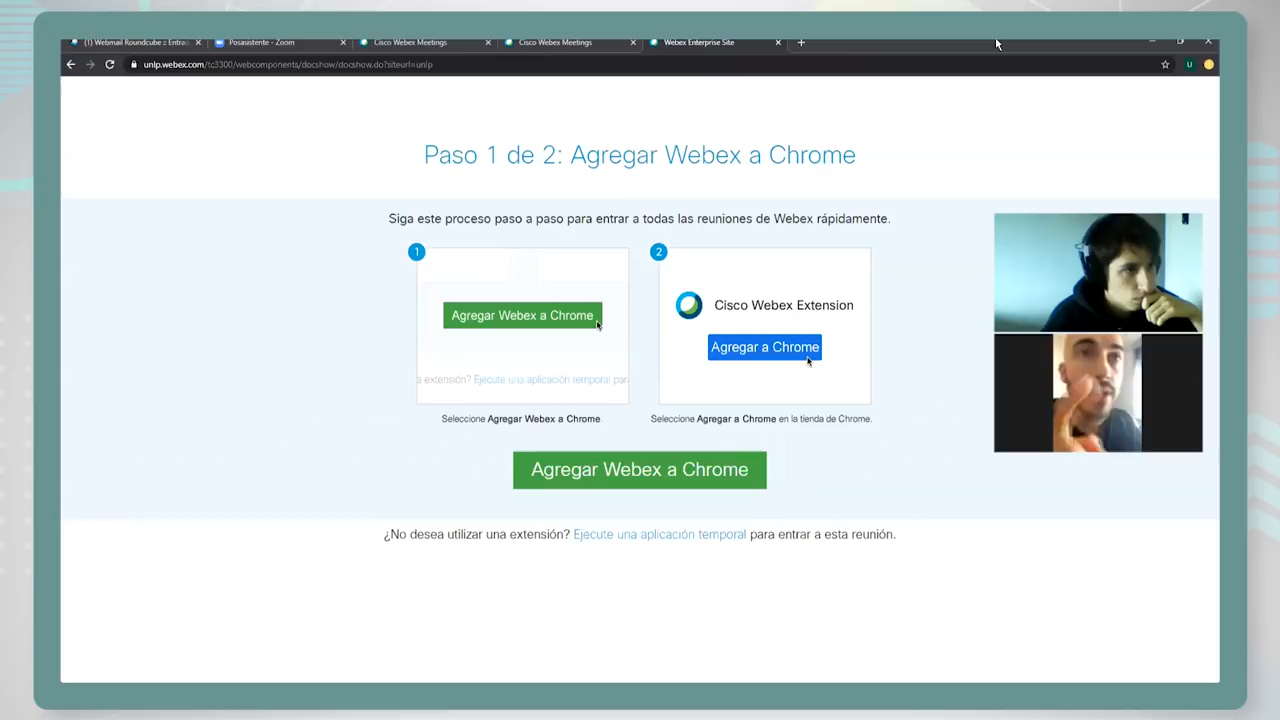 (1) Webmail Roundcube :: Entra
Posasistente - Zoom
Cisco Webex Meetings
Cisco Webex Meetings
Webex Enterprise Site
unlp.webex.com/tc3300/webcomponents/docshow/docshow.do?siteurl=unlp
U
Paso 1 de 2: Agregar Webex a Chrome
Siga este proceso paso a paso para entrar a todas las reuniones de Webex rápidamente.
1
Agregar Webex a Chrome
extensión? Ejecute una aplicación temporal par
Seleccione Agregar Webex a Chrome.
2
Cisco Webex Extension
Agregar a Chrome
Seleccione Agregar a Chrome en la tienda de Chrome.
Agregar Webex a Chrome
¿No desea utilizar una extensión? Ejecute una aplicación temporal para entrar a esta reunión.